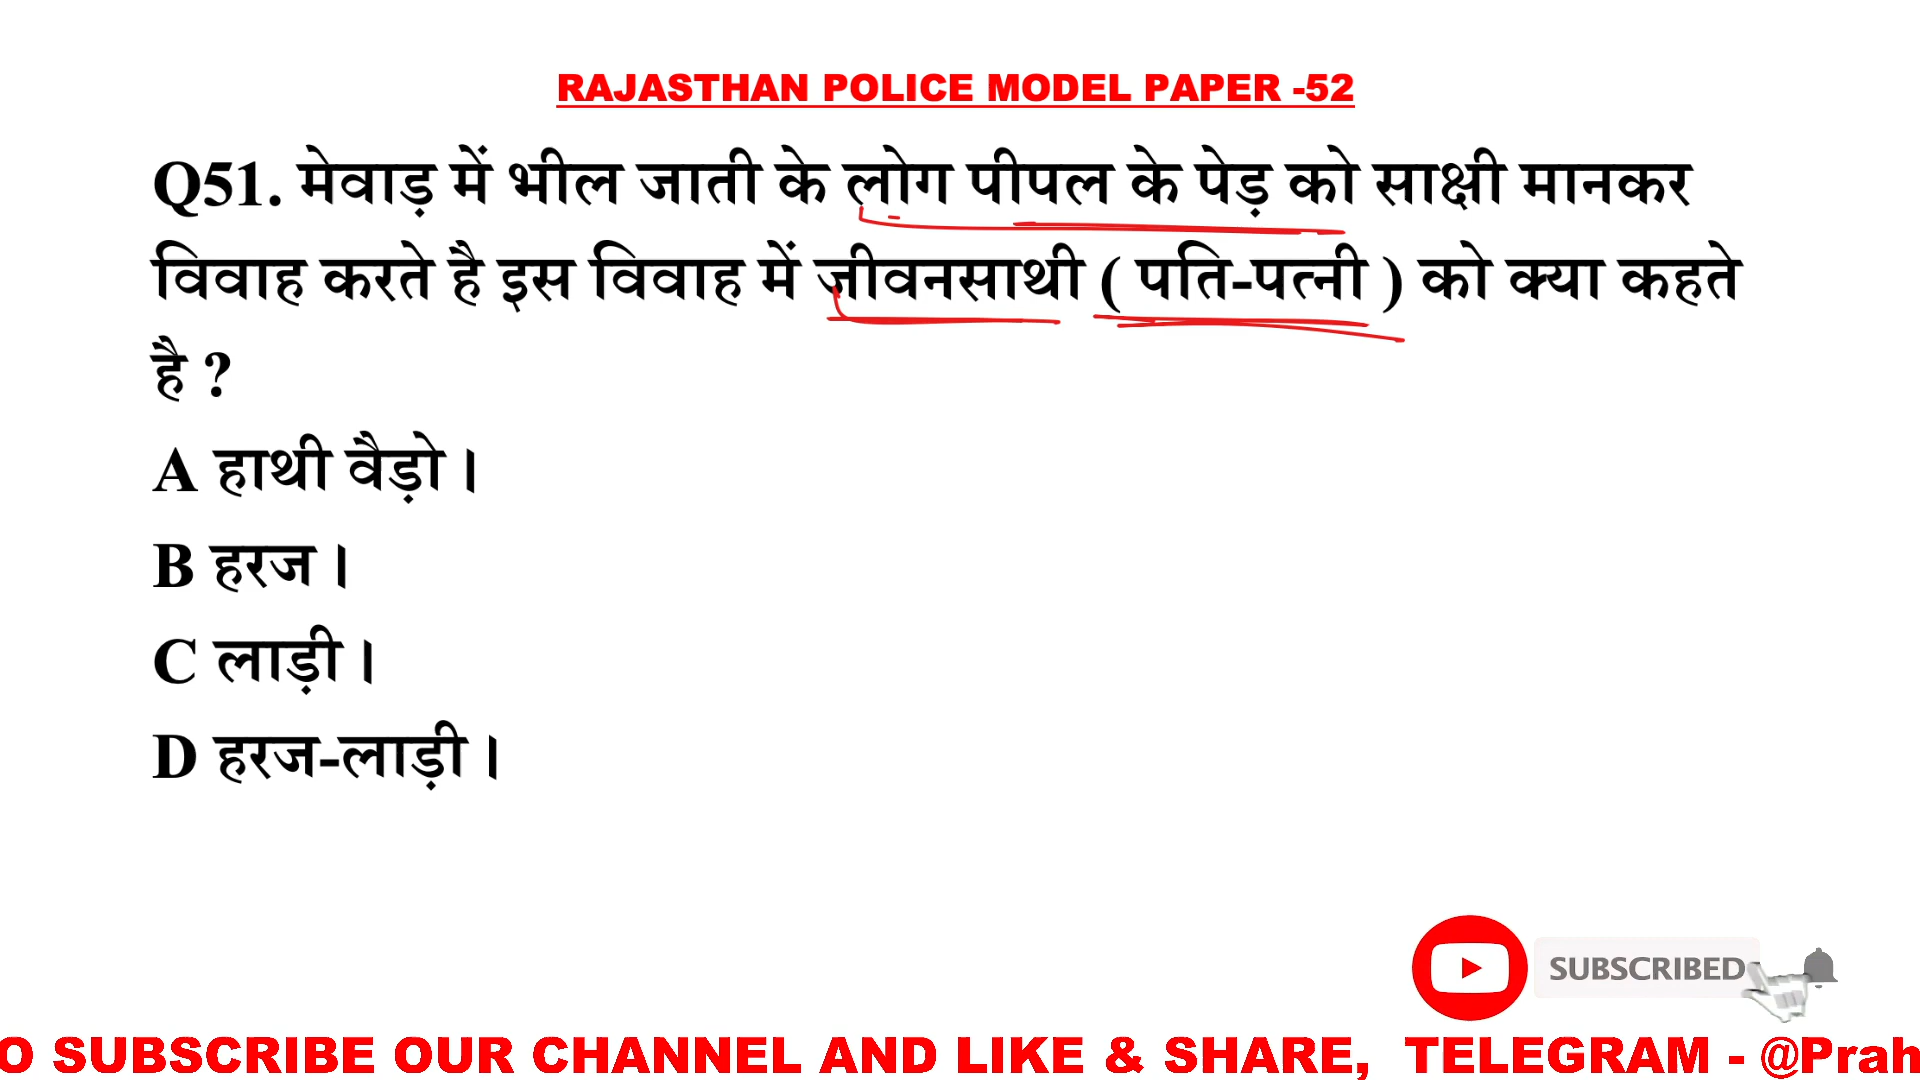 RAJASTHAN POLICE MODEL PAPER -52
Q51. मेवाड़ में भील जाती के लोग पीपल के पेड़ को साक्षी मानकर
विवाह करते है इस विवाह में जीवनसाथी ( पति-पत्नी ) को क्या कहते
है ?
A हाथी वैड़ो ।
B हरज ।
C लाड़ी ।
D हरज-लाड़ी ।
SUBSCRIBED
O SUBSCRIBE OUR CHANNEL AND LIKE & SHARE, TELEGRAM - @Prah